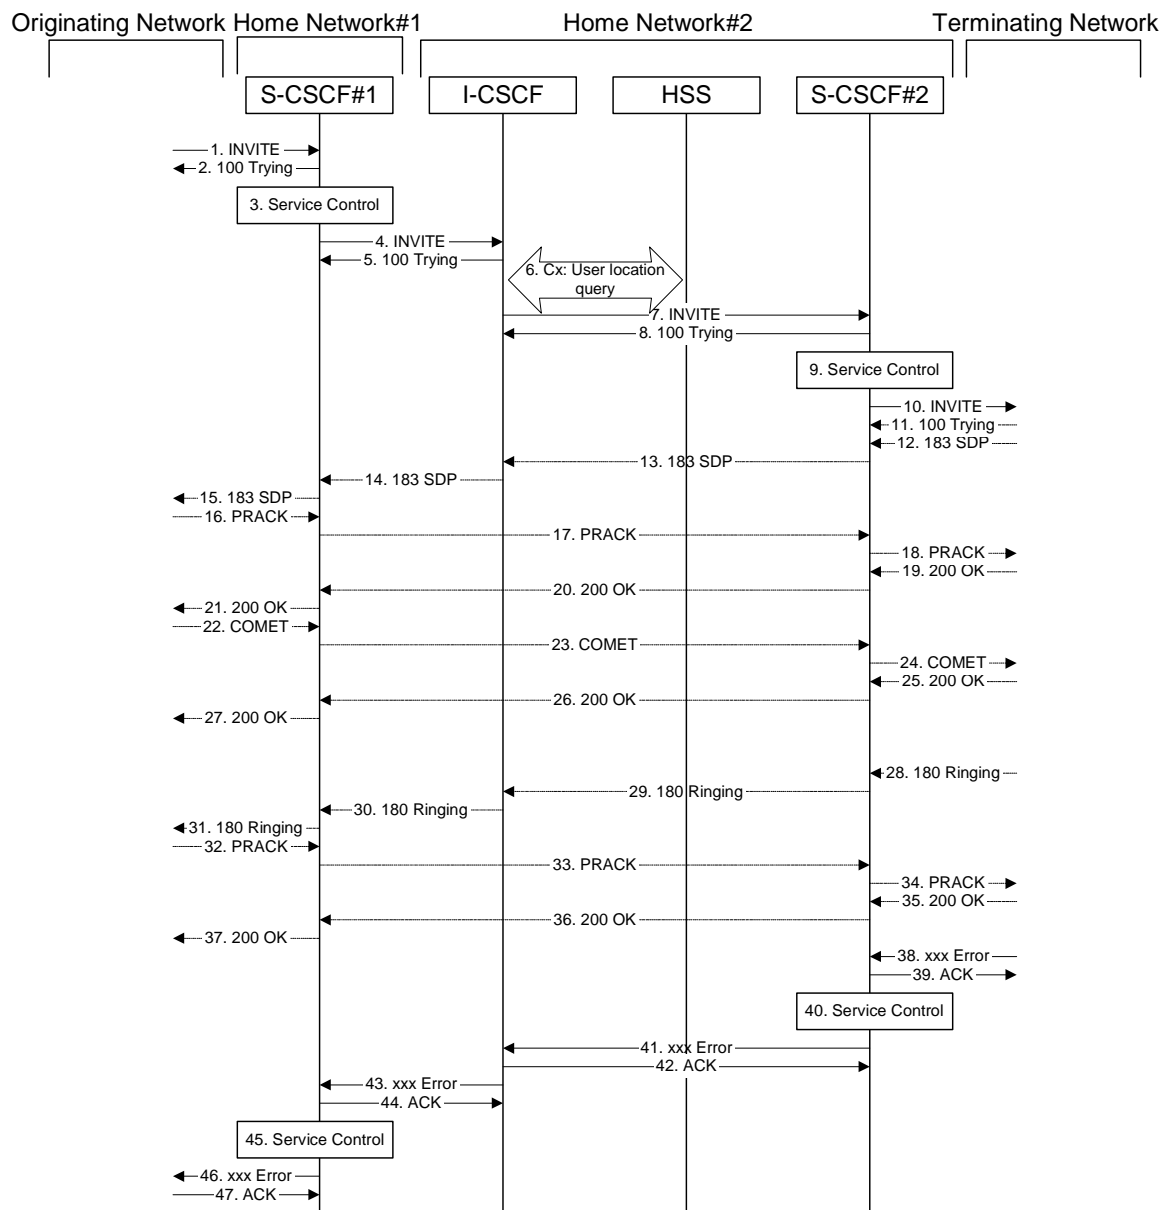 Originating Network Home Network#1 Home Network#2 Terminating Network
S-CSCF#1 I-CSCF HSS S-CSCF#2
1. INVITE
2. 100 Trying
3. Service Control
4. INVITE
5. 100 Trying
6. Cx: User location
query
7. INVITE
8. 100 Trying
9. Service Control
10. INVITE
11. 100 Trying
12. 183 SDP
13. 183 SDP
14. 183 SDP
15. 183 SDP
16. PRACK
17. PRACK
18. PRACK
19. 200 OK
20. 200 OK
21. 200 OK
22. COMET
23. COMET
24. COMET
25. 200 OK
26. 200 OK
27. 200 OK
28. 180 Ringing
29. 180 Ringing
30. 180 Ringing
31. 180 Ringing
32. PRACK
33. PRACK
34. PRACK
35. 200 OK
36. 200 OK
37. 200 OK
38. xxx Error
39. ACK
40. Service Control
41. xxx Error
42. ACK
43. xxx Error
44. ACK
45. Service Control
46. xxx Error
47. ACK